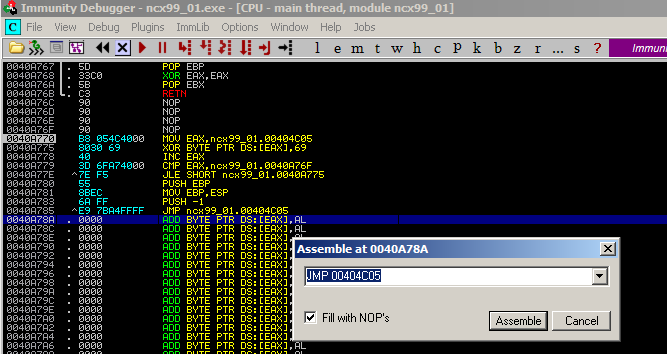 Immunity Debugger - ncx99_01.exe - [CPU - main thread, module ncx99_01]
C File View Debug Plugins ImmLib Options Window Help Jobs
l e m t w h c p k b z r ... s ? Immuni
0040A767 . 5D POP EBP
0040A768 . 33C0 XOR EAX,EAX
0040A76A . 5B POP EBX
0040A76B . C3 RETN
0040A76C 90 NOP
0040A76D 90 NOP
0040A76E 90 NOP
0040A76F 90 NOP
0040A770 B8 054C4000 MOV EAX,ncx99_01.00404C05
0040A775 8030 69 XOR BYTE PTR DS:[EAX],69
0040A778 40 INC EAX
0040A779 3D 6FA74000 CMP EAX,ncx99_01.0040A76F
0040A77E ^7E F5 JLE SHORT ncx99_01.0040A775
0040A780 55 PUSH EBP
0040A781 8BEC MOV EBP,ESP
0040A783 6A FF PUSH -1
0040A785 ^E9 7BA4FFFF JMP ncx99_01.00404C05
0040A78A . 0000 ADD BYTE PTR DS:[EAX],AL
0040A78C . 0000 ADD BYTE PTR DS:[EAX],AL
0040A78E . 0000 ADD BYTE PTR DS:[EAX],AL
0040A790 . 0000 ADD BYTE PTR DS:[EAX],AL
0040A792 . 0000 ADD BYTE PTR DS:[EAX],AL
0040A794 . 0000 ADD BYTE PTR DS:[EAX],AL
0040A796 . 0000 ADD BYTE PTR DS:[EAX],AL
0040A798 . 0000 ADD BYTE PTR DS:[EAX],AL
0040A79A . 0000 ADD BYTE PTR DS:[EAX],AL
0040A79C . 0000 ADD BYTE PTR DS:[EAX],AL
0040A79E . 0000 ADD BYTE PTR DS:[EAX],AL
0040A7A0 . 0000 ADD BYTE PTR DS:[EAX],AL
0040A7A2 . 0000 ADD BYTE PTR DS:[EAX],AL
0040A7A4 . 0000 ADD BYTE PTR DS:[EAX],AL
0040A7A6 . 0000 ADD BYTE PTR DS:[EAX],AL
Assemble at 0040A78A
JMP 00404C05
Fill with NOP's
Assemble
Cancel